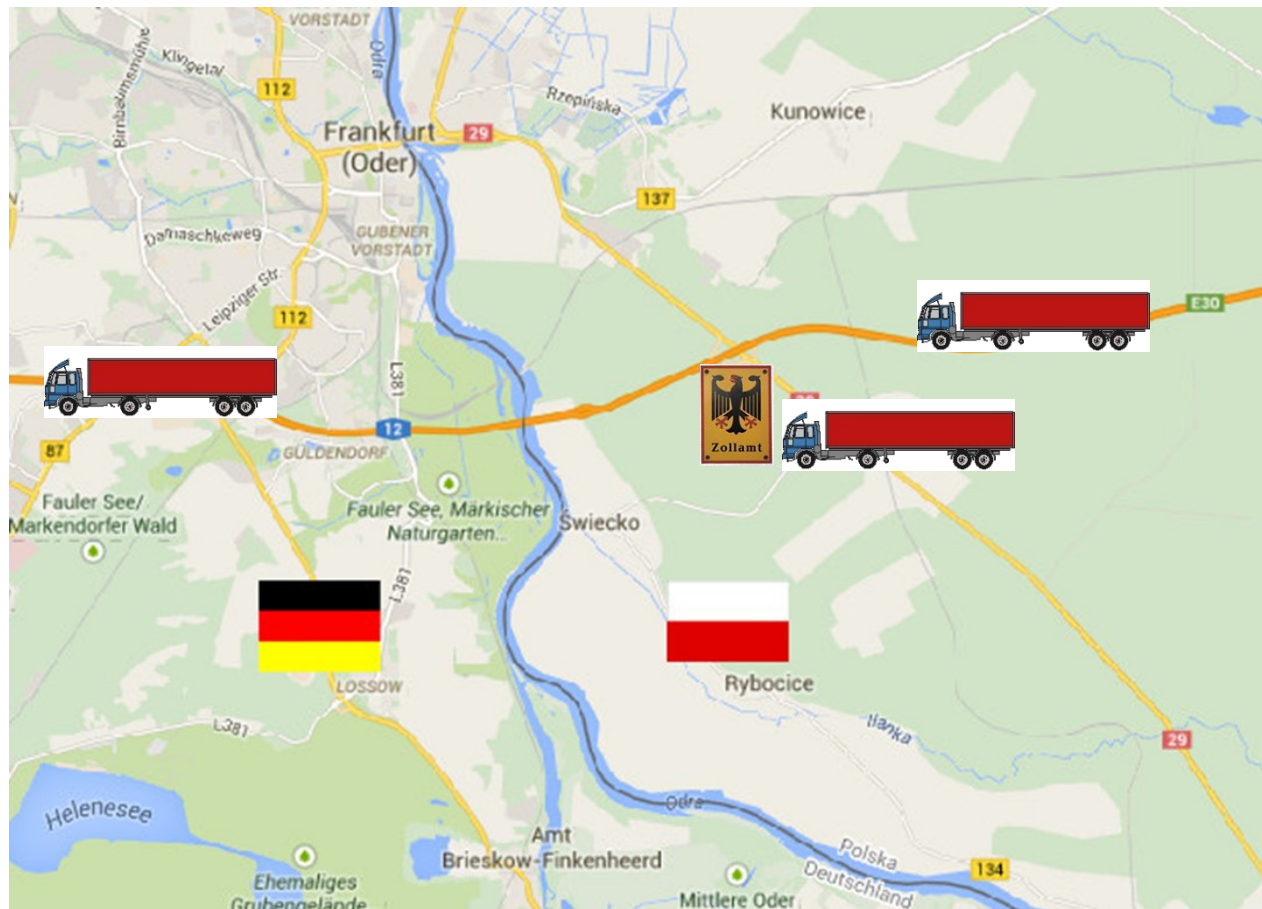 VORSTADT
Odra
Klingetal
Birnbaumsmühle
112
Rzepińska
Kunowice
Frankfurt
(Oder)
29
137
Damaschkeweg
GUBENER
VORSTADT
Leipziger Str.
112
E30
L381
12
Zollamt
87
GÜLDENDORF
Fauler See/
Markendorfer Wald
Fauler See, Märkischer
Naturgarten...
Świecko
L381
LOSSOW
Rybocice
L381
Ilanka
29
Helenesee
Odra
Amt
Brieskow-Finkenheerd
Polska
Deutschland
134
Ehemaliges
Grubengelände
Mittlere Oder